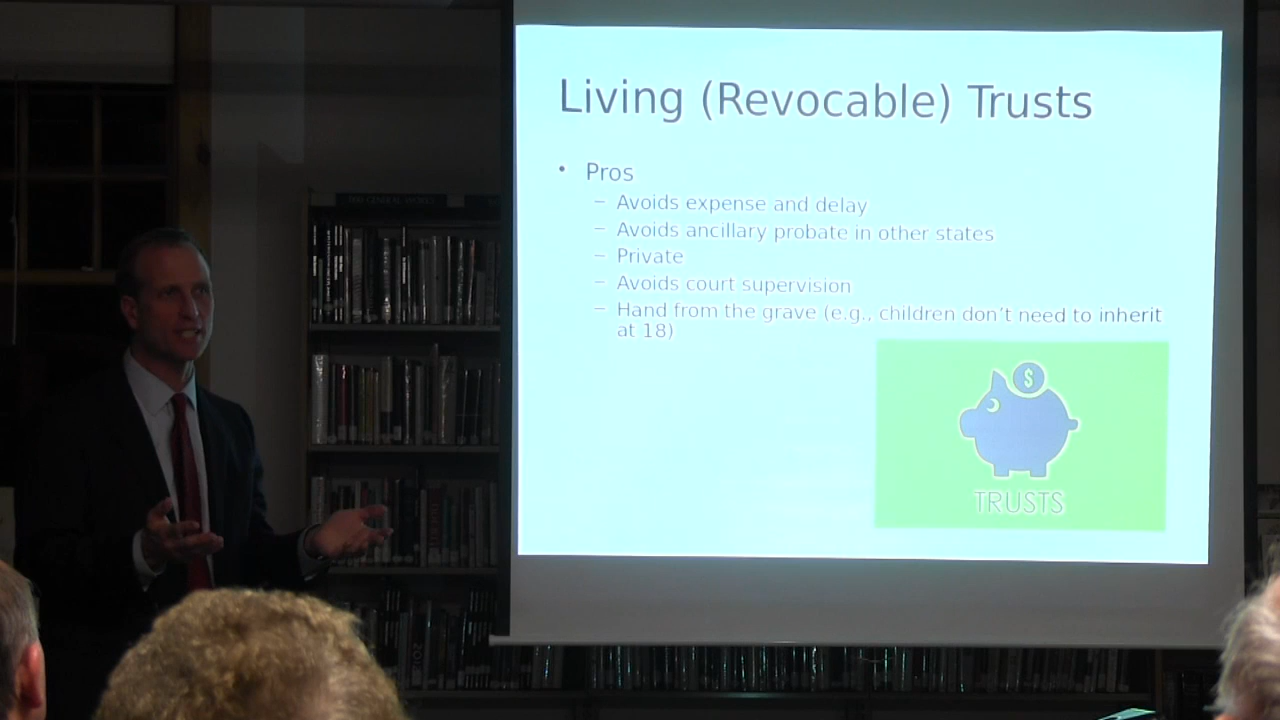 Living (Revocable) Trusts
• Pros
– Avoids expense and delay
– Avoids ancillary probate in other states
– Private
– Avoids court supervision
– Hand from the grave (e.g., children don’t need to inherit
at 18)
$
TRUSTS